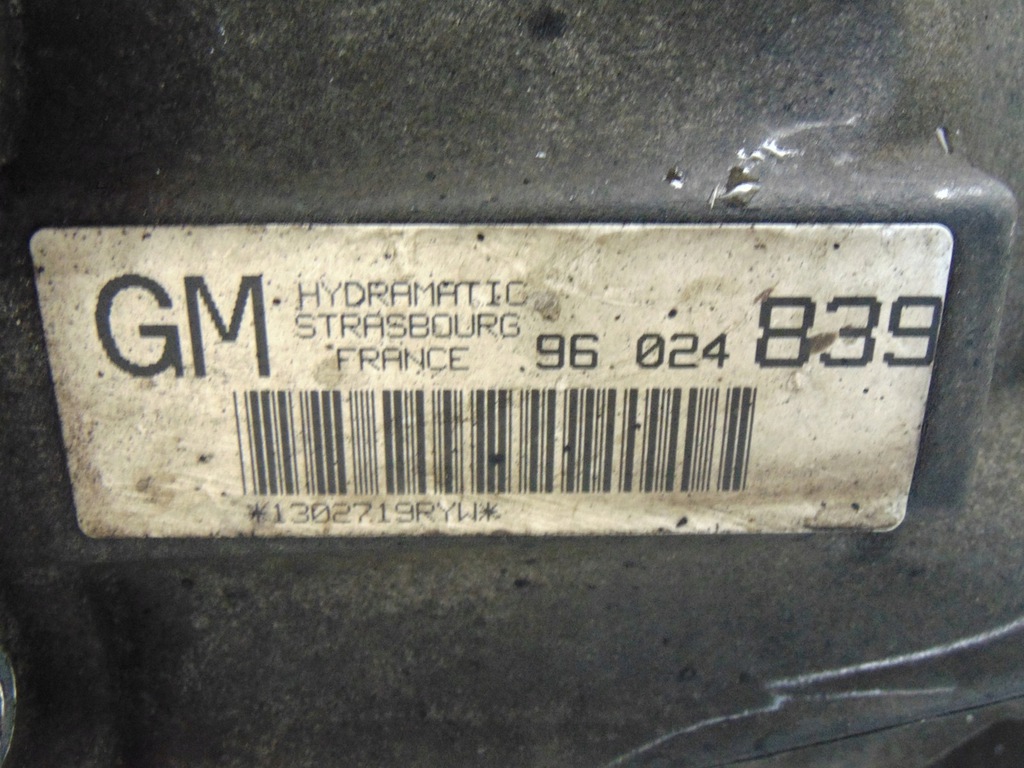 GM
HYDRAMATIC
STRASBOURG
FRANCE
96 024 839
*1302719RYW*